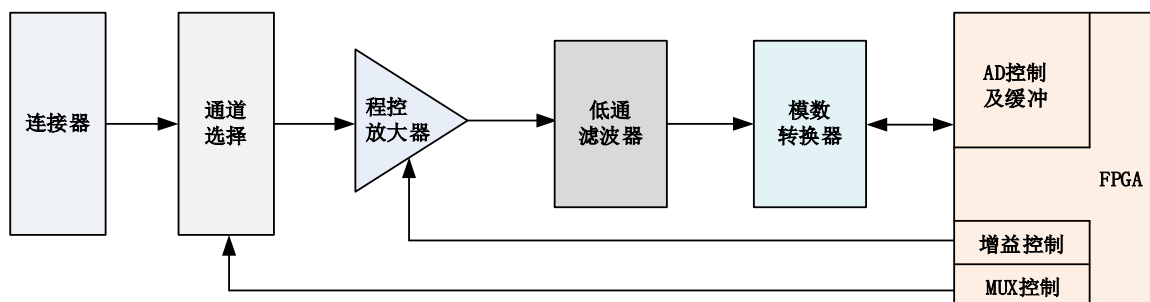 连接器
通道
选择
程控
放大器
低通
滤波器
模数
转换器
AD控制
及缓冲
FPGA
增益控制
MUX控制